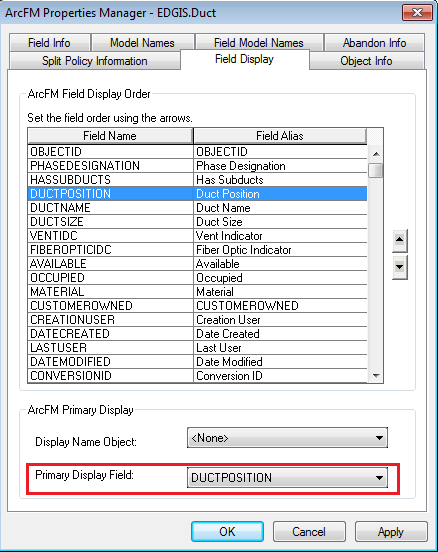 ArcFM Properties Manager - EDGIS.Duct
Field Info Model Names Field Model Names Abandon Info
Split Policy Information Field Display Object Info
ArcFM Field Display Order
Set the field order using the arrows.
Field Name Field Alias
OBJECTID OBJECTID
PHASEDESIGNATION Phase Designation
HASSUBDUCTS Has Subducts
DUCTPOSITION Duct Position
DUCTNAME Duct Name
DUCTSIZE Duct Size
VENTIDC Vent Indicator
FIBEROPTICIDC Fiber Optic Indicator
AVAILABLE Available
OCCUPIED Occupied
MATERIAL Material
CUSTOMEROWNED CUSTOMEROWNED
CREATIONUSER Creation User
DATECREATED Date Created
LASTUSER Last User
DATEMODIFIED Date Modified
CONVERSIONID Conversion ID
ArcFM Primary Display
Display Name Object: <None>
Primary Display Field: DUCTPOSITION
OK Cancel Apply